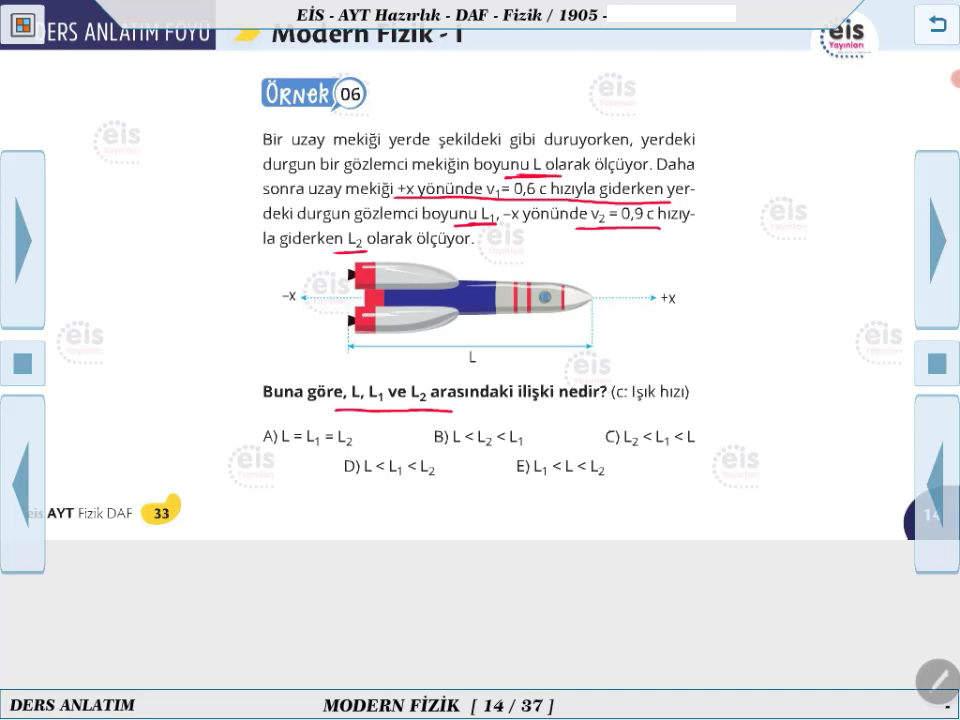 EİS - AYT Hazırlık - DAF - Fizik / 1905 -
DERS ANLATIM FÖYÜ
Modern Fizik - I
eis
Yayınları
ÖRNEK 06
Bir uzay mekiği yerde şekildeki gibi duruyorken, yerdeki
durgun bir gözlemci mekiğin boyunu L olarak ölçüyor. Daha
sonra uzay mekiği +x yönünde v₁= 0,6 c hızıyla giderken yer-
deki durgun gözlemci boyunu L₁, –x yönünde v₂ = 0,9 c hızıy-
la giderken L₂ olarak ölçüyor.
–x
+x
L
Buna göre, L, L₁ ve L₂ arasındaki ilişki nedir? (c: Işık hızı)
A) L = L₁ = L₂ B) L < L₂ < L₁ C) L₂ < L₁ < L
D) L < L₁ < L₂ E) L₁ < L < L₂
eis AYT Fizik DAF 33
14
DERS ANLATIM MODERN FİZİK [ 14 / 37 ] -